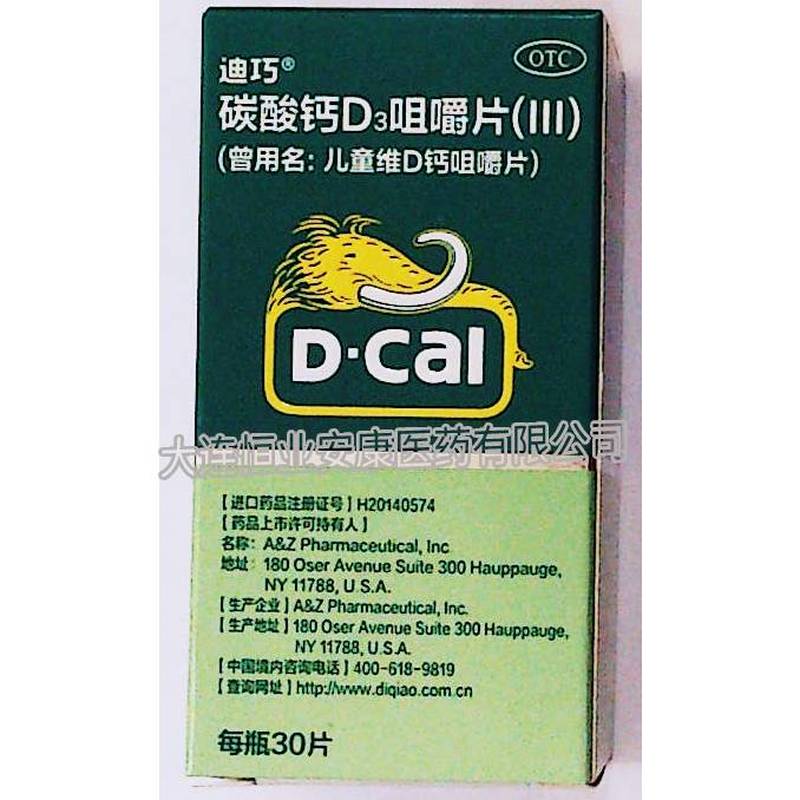 迪巧®
OTC
碳酸钙D₃咀嚼片(III)
(曾用名: 儿童维D钙咀嚼片)
D·Cal
大连恒业安康医药有限公司
【进口药品注册证号】H20140574
【药品上市许可持有人】
名称: A&Z Pharmaceutical, Inc
地址: 180 Oser Avenue Suite 300 Hauppauge,
NY 11788, U.S.A.
【生产企业】A&Z Pharmaceutical, Inc.
【生产地址】180 Oser Avenue Suite 300 Hauppauge,
NY 11788, U.S.A.
【中国境内咨询电话】400-618-9819
【查询网址】http://www.diqiao.com.cn
每瓶30片